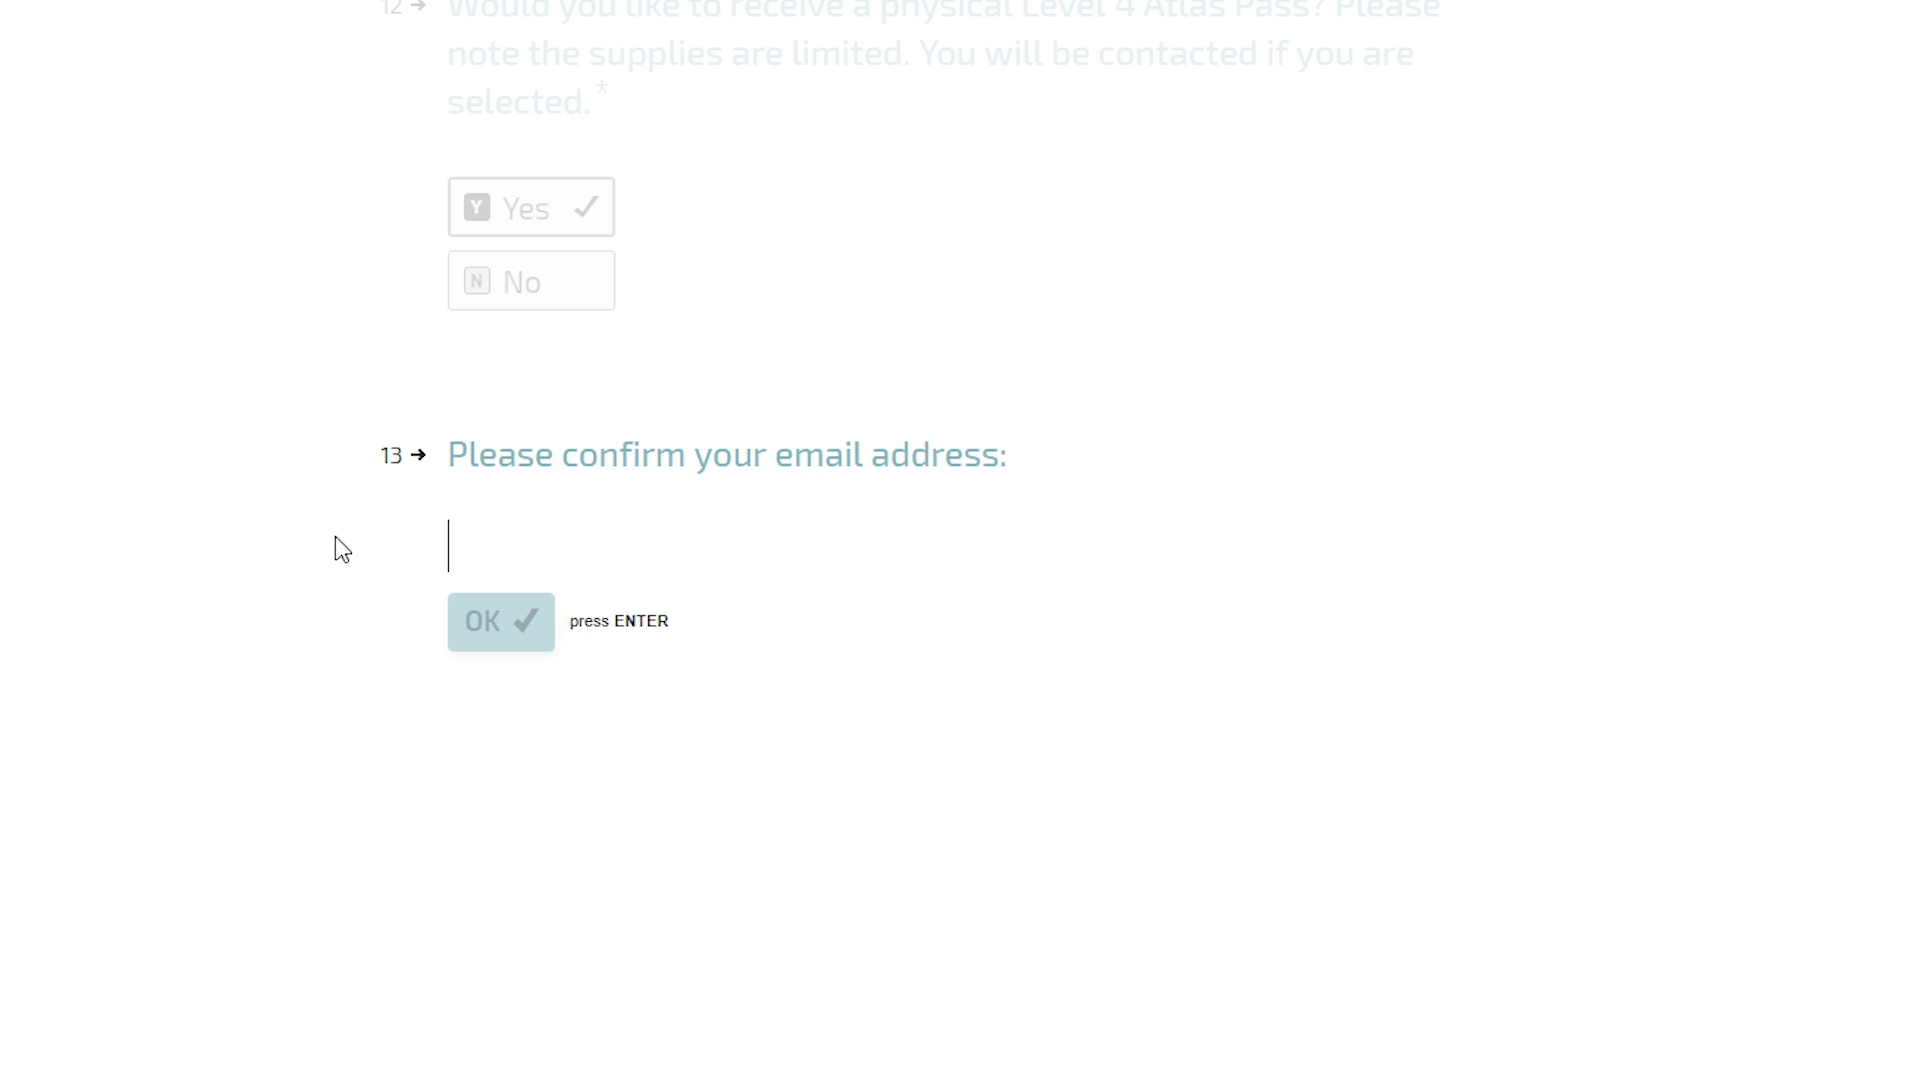 12 → Would you like to receive a physical Level 4 Atlas Pass? Please
note the supplies are limited. You will be contacted if you are
selected.*
Y Yes
N No
13 → Please confirm your email address:
OK press ENTER